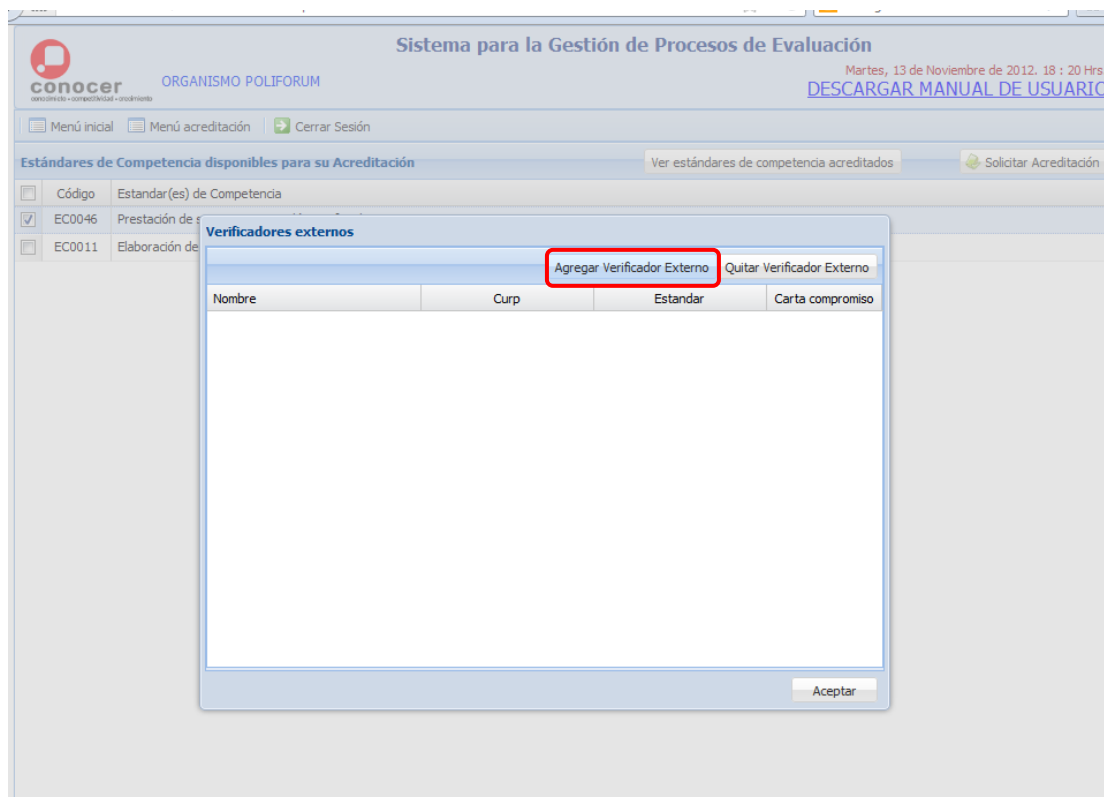 Sistema para la Gestión de Procesos de Evaluación
Martes, 13 de Noviembre de 2012. 18 : 20 Hrs
conocer
conocimiento • competitividad • crecimiento
ORGANISMO POLIFORUM
DESCARGAR MANUAL DE USUARIO
Menú inicial Menú acreditación Cerrar Sesión
Estándares de Competencia disponibles para su Acreditación Ver estándares de competencia acreditados Solicitar Acreditación
Código Estandar(es) de Competencia
EC0046 Prestación de
EC0011 Elaboración de
Verificadores externos
Agregar Verificador Externo Quitar Verificador Externo
Nombre Curp Estandar Carta compromiso
Aceptar